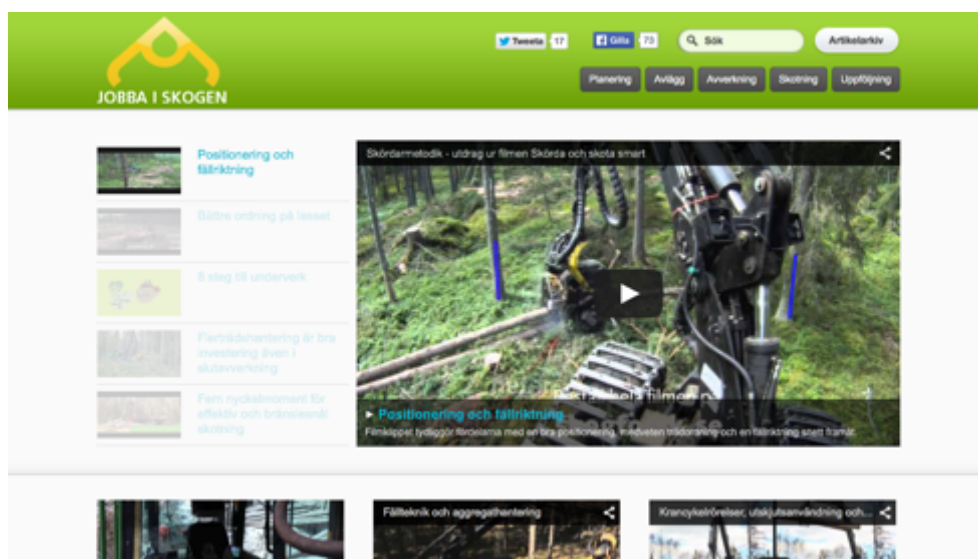 Tweeta 17
Gilla 73
Sök
Artikelarkiv
JOBBA I SKOGEN
Planering
Avlägg
Avverkning
Skotning
Uppföljning
Positionering och
fällriktning
Bättre ordning på lasset
8 steg till underverk
Flerträdshantering är bra
investering även i
slutavverkning
Fem nyckelmoment för
effektiv och bränslesnål
skotning
Skördarmetodik - utdrag ur filmen Skörda och skota smart
Positionering och fällriktning
Filmklippet tydliggör fördelarna med en bra positionering, medveten trädordning och en fällriktning snett framåt.
Fällteknik och aggregathantering
Krancykelrörelser, utskjutsanvändning och...